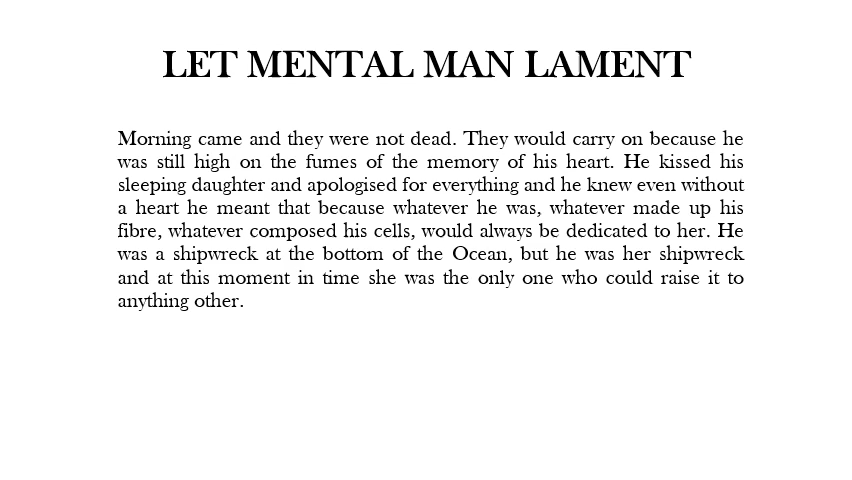 LET MENTAL MAN LAMENT
Morning came and they were not dead. They would carry on because he
was still high on the fumes of the memory of his heart. He kissed his
sleeping daughter and apologised for everything and he knew even without
a heart he meant that because whatever he was, whatever made up his
fibre, whatever composed his cells, would always be dedicated to her. He
was a shipwreck at the bottom of the Ocean, but he was her shipwreck
and at this moment in time she was the only one who could raise it to
anything other.